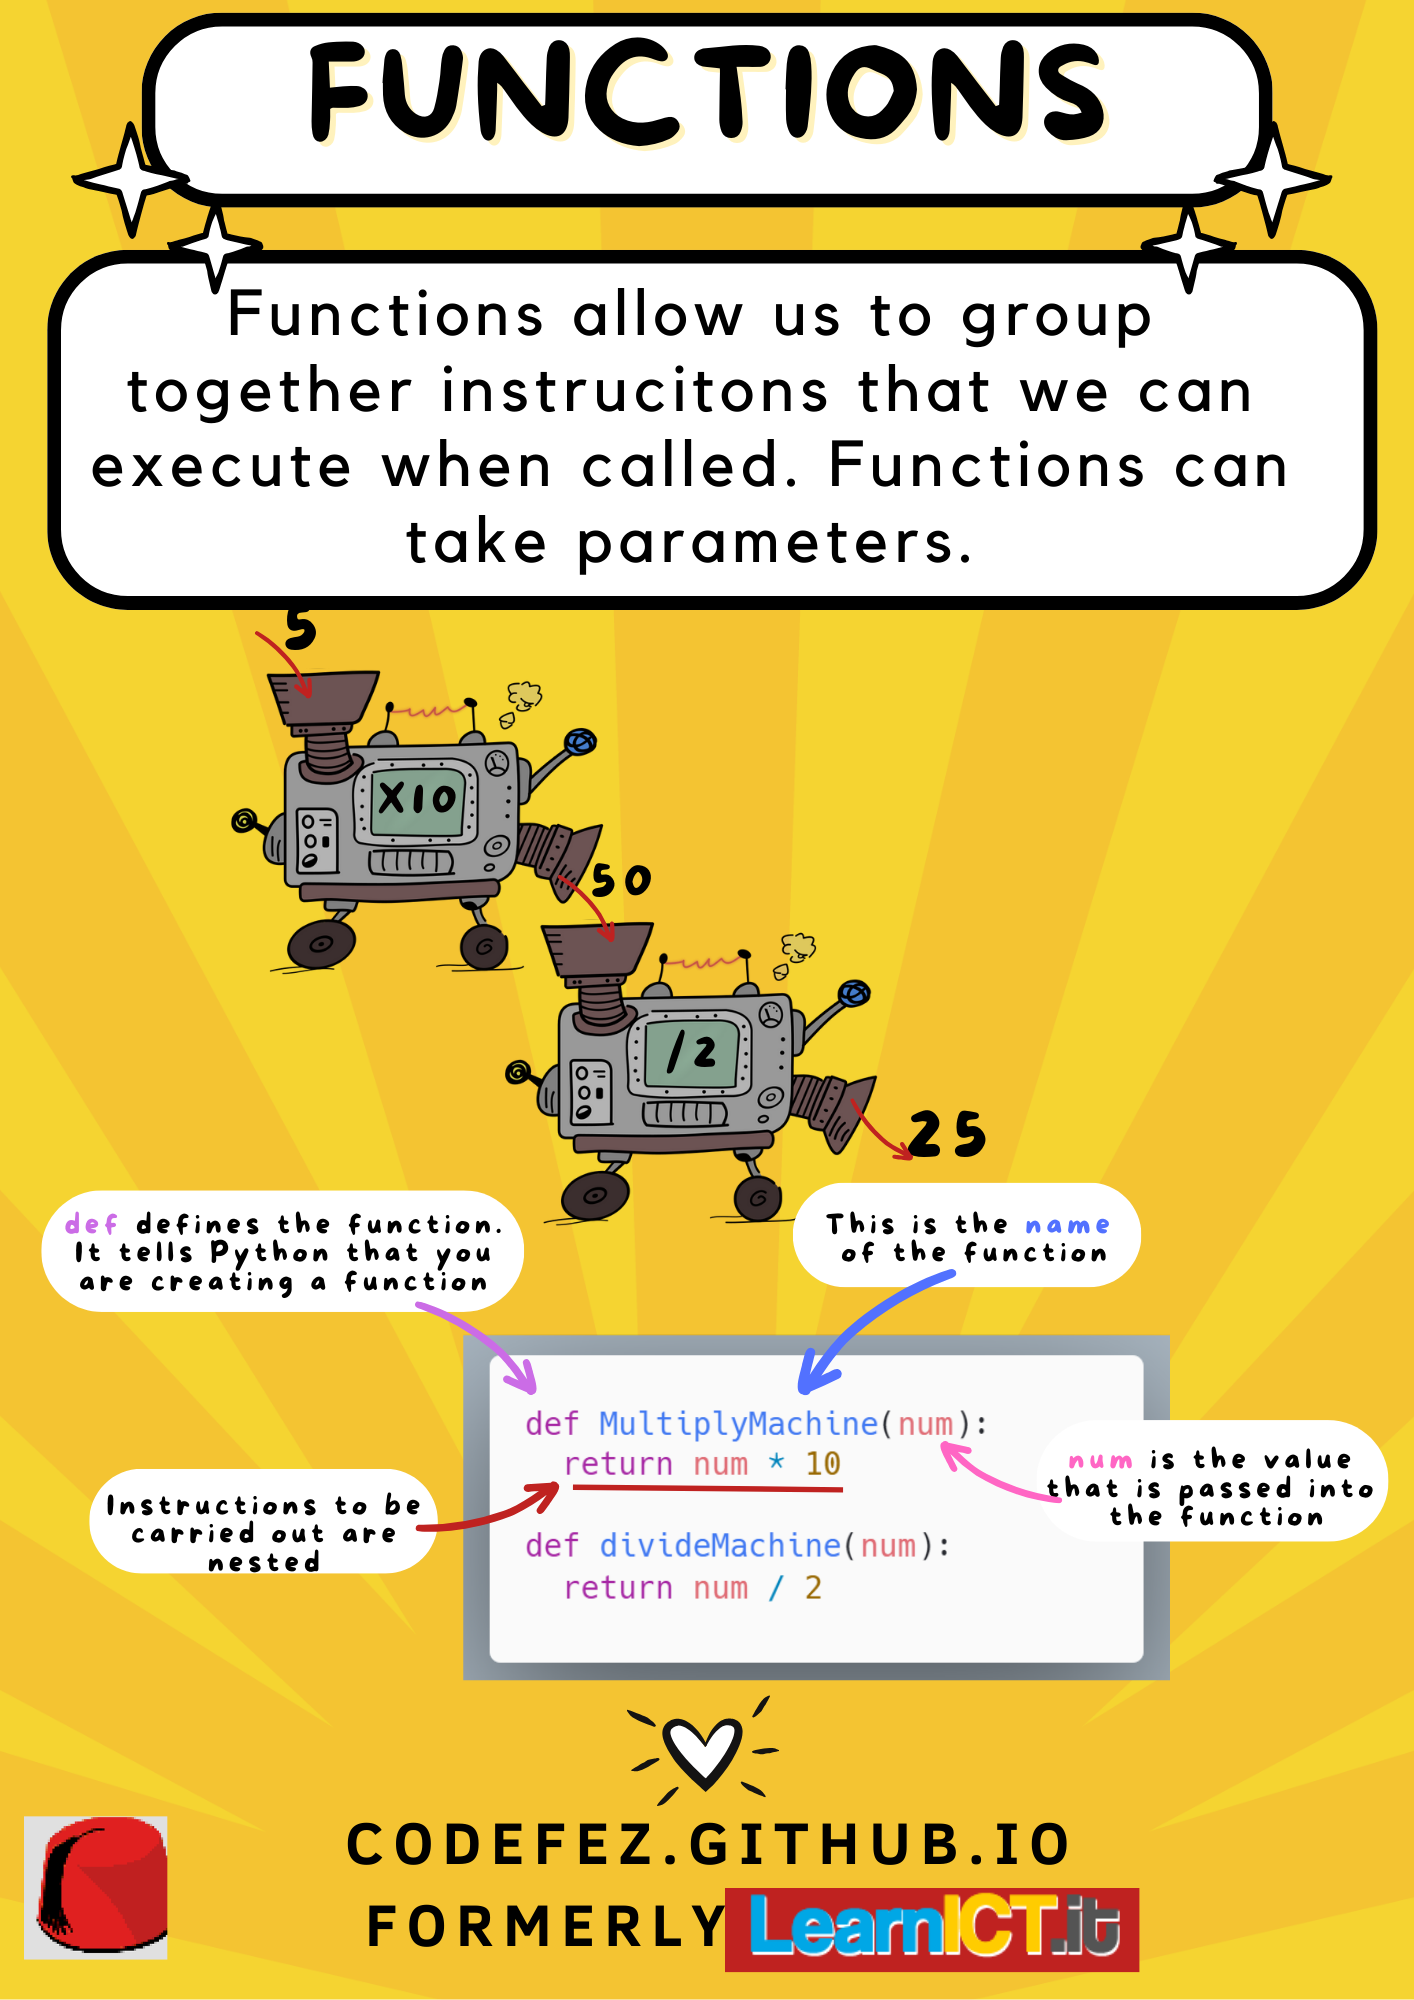 FUNCTIONS
Functions allow us to group
together instrucitons that we can
execute when called. Functions can
take parameters.
5
X10
50
/2
25
def defines the function.
It tells Python that you
are creating a function
This is the name
of the function
def MultiplyMachine(num):
return num * 10
num is the value
that is passed into
the function
Instructions to be
carried out are
nested
def divideMachine(num):
return num / 2
CODEFEZ.GITHUB.IO
FORMERLY LearnICT.it